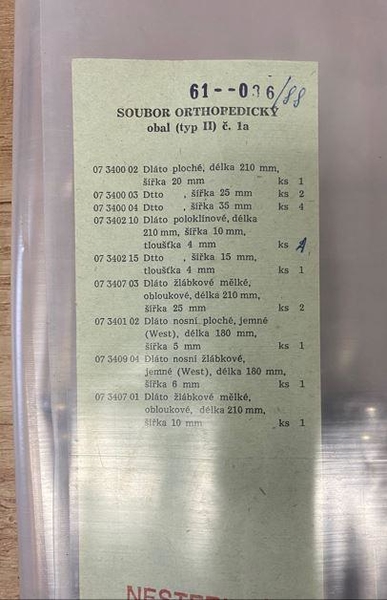 61--036/88
SOUBOR ORTHOPEDICKÝ
obal (typ II) č. 1a
07 3400 02 Dláto ploché, délka 210 mm,
šířka 20 mm ks 1
07 3400 03 Dtto , šířka 25 mm ks 2
07 3400 04 Dtto , šířka 35 mm ks 4
07 3402 10 Dláto poloklínové, délka
210 mm, šířka 10 mm,
tloušťka 4 mm ks 1
07 3402 15 Dtto , šířka 15 mm,
tloušťka 4 mm ks 1
07 3407 03 Dláto žlábkové mělké,
obloukové, délka 210 mm,
šířka 25 mm ks 2
07 3401 02 Dláto nosní ploché, jemné
(West), délka 180 mm,
šířka 5 mm ks 1
07 3409 04 Dláto nosní žlábkové,
jemné (West), délka 180 mm,
šířka 6 mm ks 1
07 3407 01 Dláto žlábkové mělké,
obloukové, délka 210 mm,
šířka 10 mm ks 1